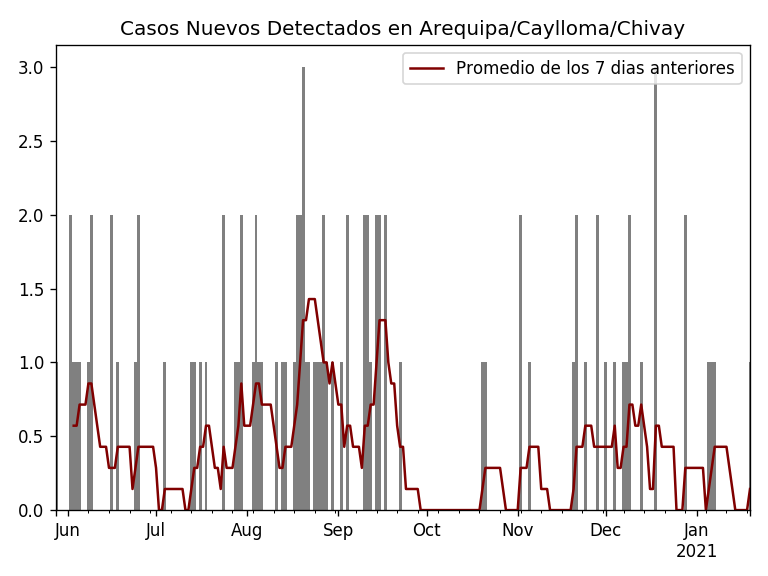 Casos Nuevos Detectados en Arequipa/Caylloma/Chivay
Promedio de los 7 dias anteriores
3.0
2.5
2.0
1.5
1.0
0.5
0.0
Jun Jul Aug Sep Oct Nov Dec Jan
2021